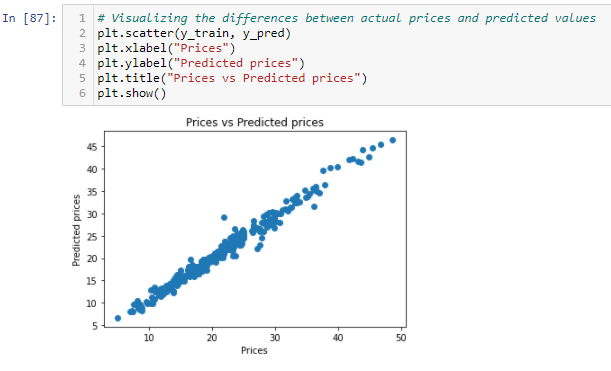 In [87]:
1 # Visualizing the differences between actual prices and predicted values
2 plt.scatter(y_train, y_pred)
3 plt.xlabel("Prices")
4 plt.ylabel("Predicted prices")
5 plt.title("Prices vs Predicted prices")
6 plt.show()
Prices vs Predicted prices
Predicted prices
45
40
35
30
25
20
15
10
5
10 20 30 40 50
Prices